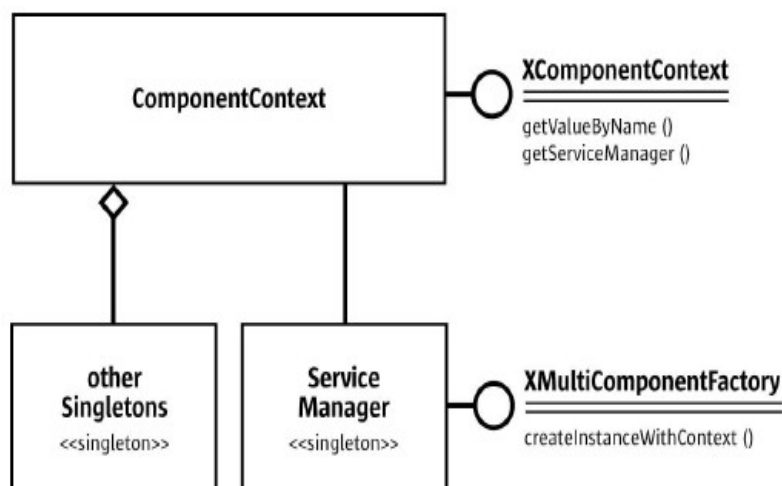 ComponentContext
XComponentContext
getValueByName ()
getServiceManager ()
other
Singletons
<<singleton>>
Service
Manager
<<singleton>>
XMultiComponentFactory
createInstanceWithContext ()